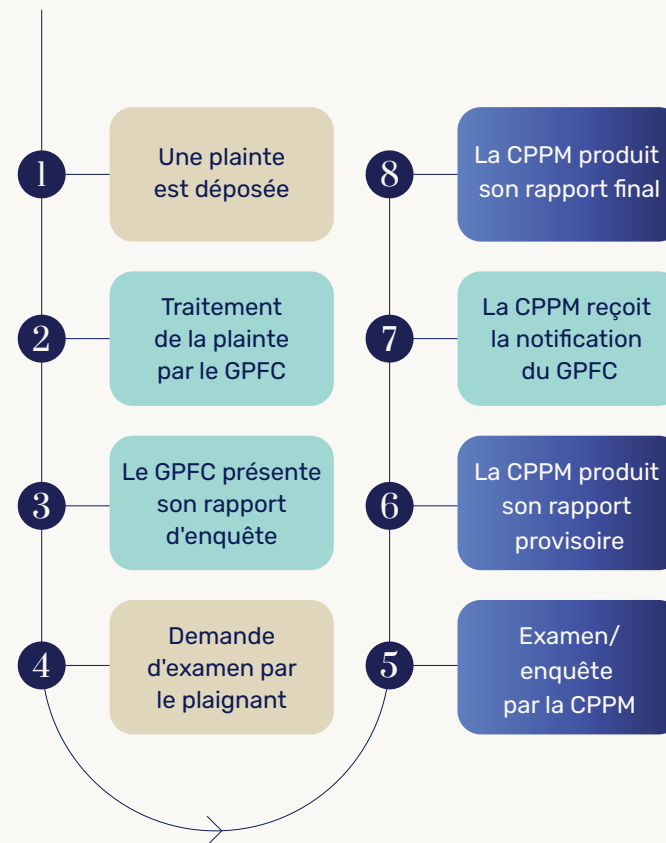 1
Une plainte
est déposée
2
Traitement
de la plainte
par le GPFC
3
Le GPFC présente
son rapport
d'enquête
4
Demande
d'examen par
le plaignant
5
Examen/
enquête
par la CPPM
6
La CPPM produit
son rapport
provisoire
7
La CPPM reçoit
la notification
du GPFC
8
La CPPM produit
son rapport final